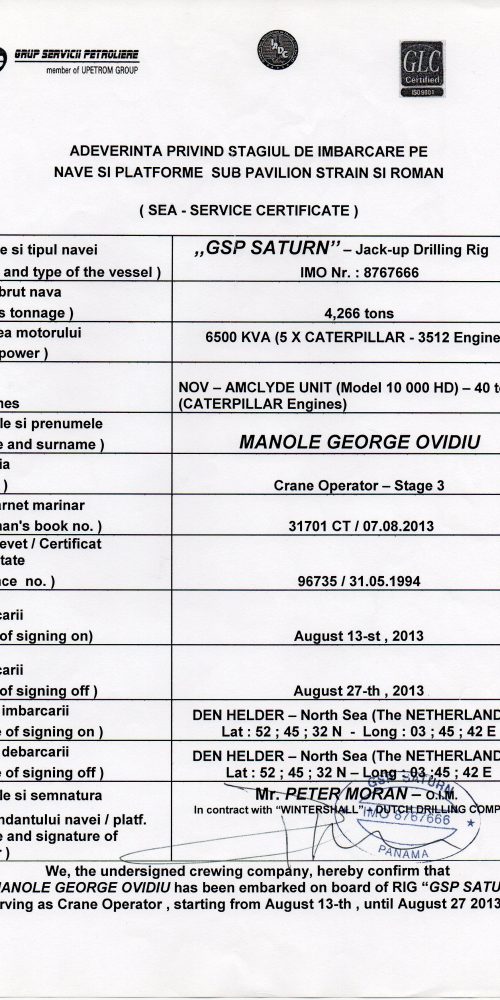 GRUP SERVICII PETROLIERE
member of UPETROM GROUP
IADC
GLC
Certified
ISO 9001
ADEVERINTA PRIVIND STAGIUL DE IMBARCARE PE
NAVE SI PLATFORME SUB PAVILION STRAIN SI ROMAN
( SEA - SERVICE CERTIFICATE )
e si tipul navei
and type of the vessel )
„GSP SATURN” – Jack-up Drilling Rig
IMO Nr. : 8767666
brut nava
s tonnage )
4,266 tons
ea motorului
power )
6500 KVA (5 X CATERPILLAR - 3512 Engine
nes
NOV – AMCLYDE UNIT (Model 10 000 HD) – 40 to
(CATERPILLAR Engines)
le si prenumele
e and surname )
MANOLE GEORGE OVIDIU
ia
)
Crane Operator – Stage 3
arnet marinar
nan's book no. )
31701 CT / 07.08.2013
evet / Certificat
tate
nce no. )
96735 / 31.05.1994
carii
of signing on)
August 13-st , 2013
carii
of signing off )
August 27-th , 2013
imbarcarii
e of signing on )
DEN HELDER – North Sea (The NETHERLAND
Lat : 52 ; 45 ; 32 N - Long : 03 ; 45 ; 42 E
debarcarii
e of signing off )
DEN HELDER – North Sea (The NETHERLAND
Lat : 52 ; 45 ; 32 N – Long : 03 ; 45 ; 42 E
le si semnatura
ndantului navei / platf.
e and signature of
r )
Mr. PETER MORAN – O.I.M.
In contract with “WINTERSHALL” – DUTCH DRILLING COMP
GSP SATURN
IMO 8767666
PANAMA
We, the undersigned crewing company, hereby confirm that
MANOLE GEORGE OVIDIU has been embarked on board of RIG “GSP SATU
rving as Crane Operator , starting from August 13-th , until August 27 2013